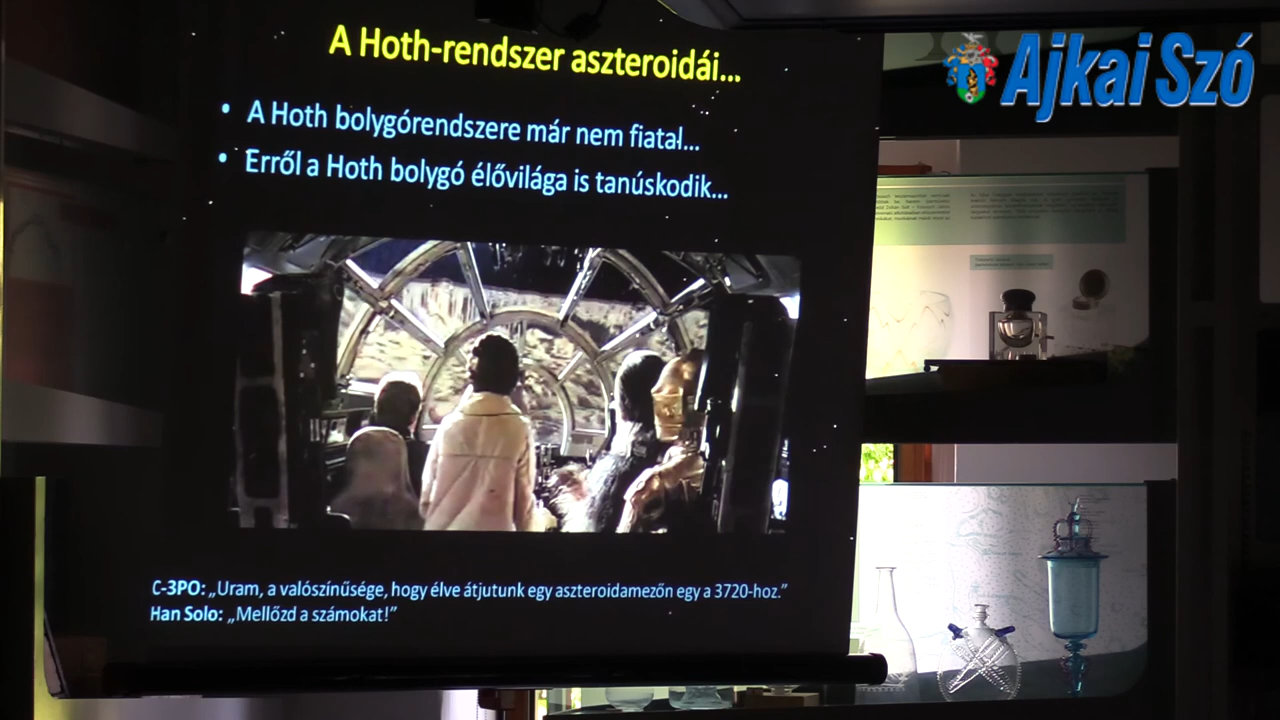 A Hoth-rendszer aszteroidái...
Ajkai Szó
• A Hoth bolygórendszere már nem fiatal...
• Erről a Hoth bolygó élővilága is tanúskodik...
C-3PO: „Uram, a valószínűsége, hogy élve átjutunk egy aszteroidamezőn egy a 3720-hoz.”
Han Solo: „Mellőzd a számokat!”